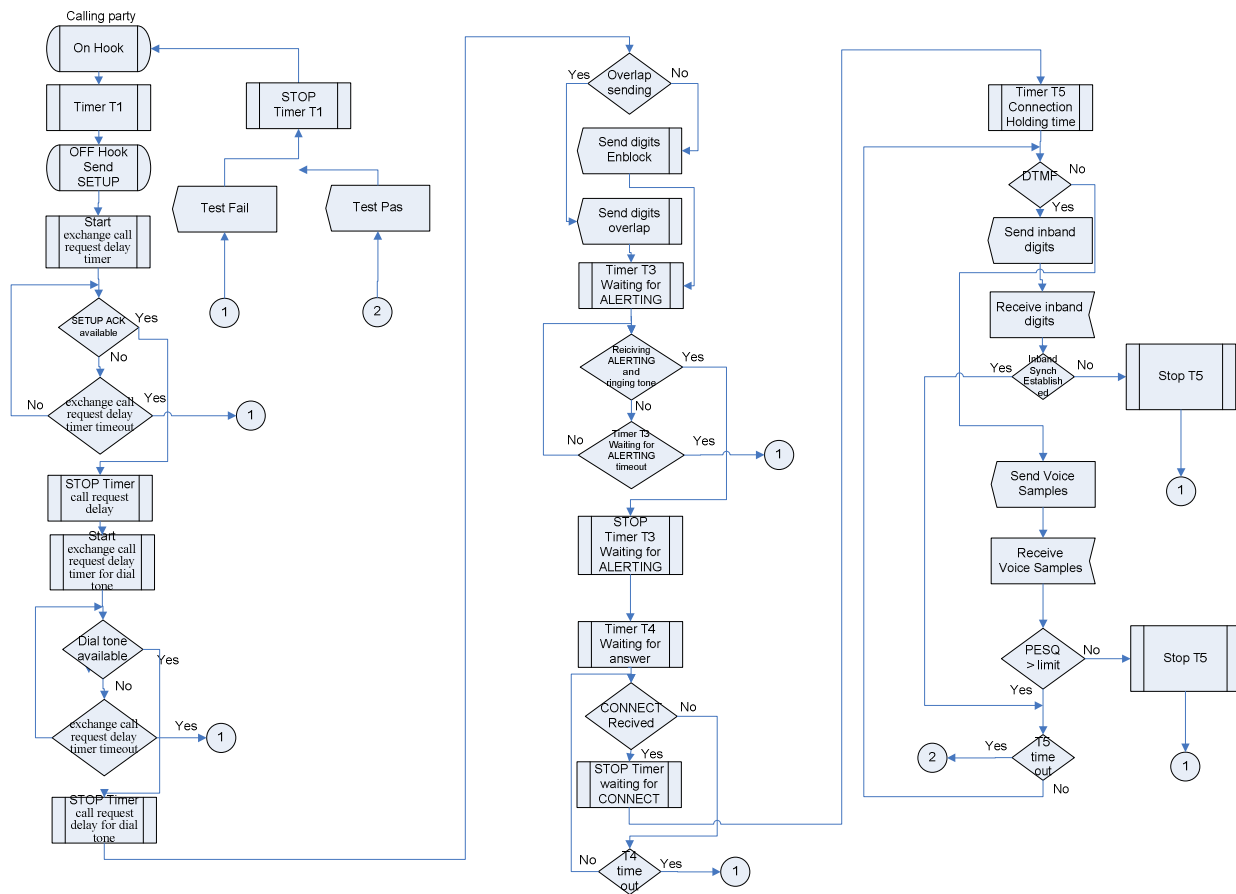 Calling party
On Hook
Timer T1
OFF Hook
Send
SETUP
Start
exchange call
request delay
timer
SETUP ACK
available
Yes
No
exchange call
request delay
timer timeout
No
Yes
1
STOP Timer
call request
delay
Start
exchange call
request delay
timer for dial
tone
Dial tone
available
Yes
No
exchange call
request delay
timer timeout
Yes
1
STOP Timer
call request
delay for dial
tone
STOP
Timer T1
Test Fail
Test Pas
1
2
Overlap
sending
Yes
No
Send digits
Enblock
Send digits
overlap
Timer T3
Waiting for
ALERTING
Reiciving
ALERTING
and
ringing tone
Yes
No
Timer T3
Waiting for
ALERTING
timeout
No
Yes
1
STOP
Timer T3
Waiting for
ALERTING
Timer T4
Waiting for
answer
CONNECT
Recived
No
Yes
STOP Timer
waiting for
CONNECT
T4
time
out
No
Yes
1
Timer T5
Connection
Holding time
DTMF
No
Yes
Send inband
digits
Receive inband
digits
Inband
Synch
Establish
ed
Yes
No
Stop T5
1
Send Voice
Samples
Receive
Voice Samples
PESQ
> limit
No
Yes
Stop T5
1
T5
time
out
Yes
2
No